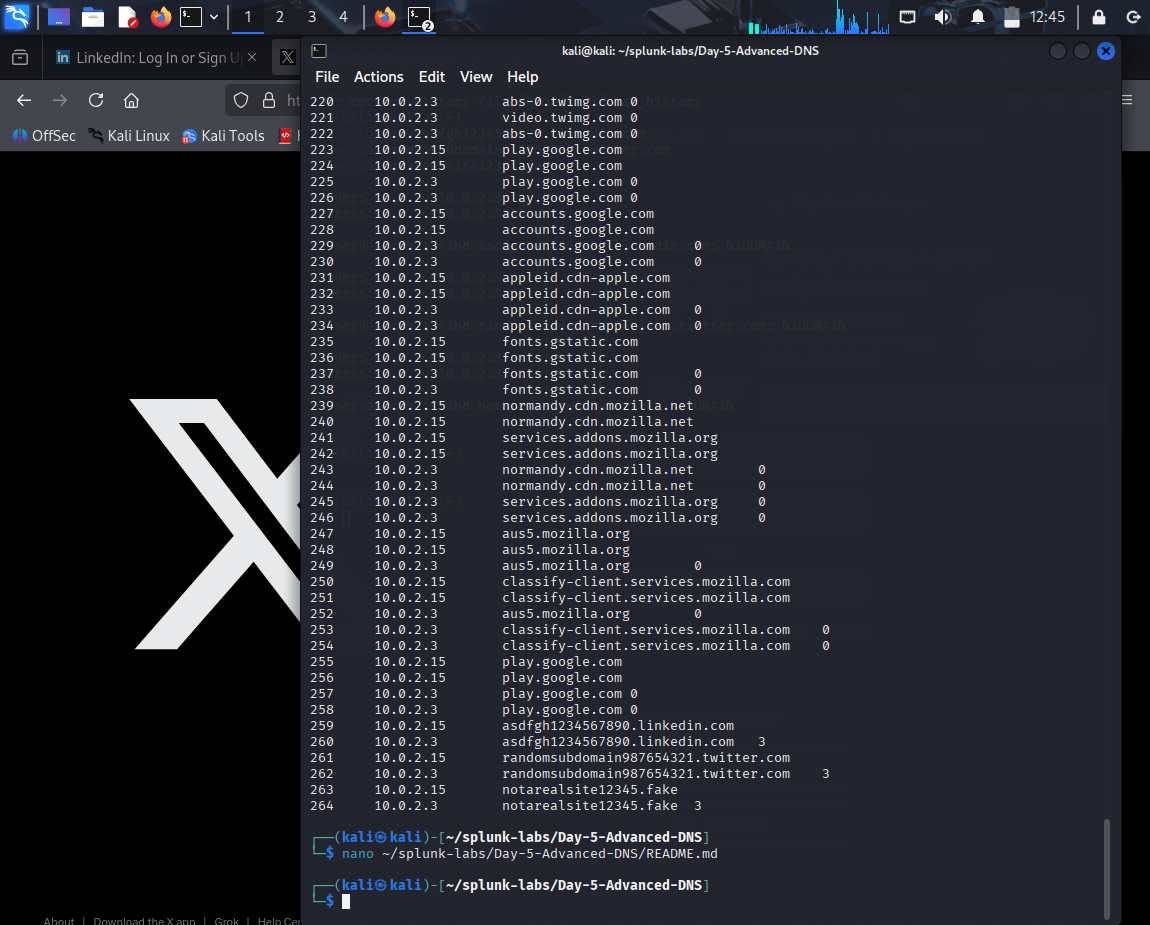 1 2 3 4 2 12:45
LinkedIn: Log In or Sign U
kali@kali: ~/splunk-labs/Day-5-Advanced-DNS
File Actions Edit View Help
OffSec Kali Linux Kali Tools
220 10.0.2.3 abs-0.twimg.com 0
221 10.0.2.3 video.twimg.com 0
222 10.0.2.3 abs-0.twimg.com 0
223 10.0.2.15 play.google.com
224 10.0.2.15 play.google.com
225 10.0.2.3 play.google.com 0
226 10.0.2.3 play.google.com 0
227 10.0.2.15 accounts.google.com
228 10.0.2.15 accounts.google.com
229 10.0.2.3 accounts.google.com 0
230 10.0.2.3 accounts.google.com 0
231 10.0.2.15 appleid.cdn-apple.com
232 10.0.2.15 appleid.cdn-apple.com
233 10.0.2.3 appleid.cdn-apple.com 0
234 10.0.2.3 appleid.cdn-apple.com 0
235 10.0.2.15 fonts.gstatic.com
236 10.0.2.15 fonts.gstatic.com
237 10.0.2.3 fonts.gstatic.com 0
238 10.0.2.3 fonts.gstatic.com 0
239 10.0.2.15 normandy.cdn.mozilla.net
240 10.0.2.15 normandy.cdn.mozilla.net
241 10.0.2.15 services.addons.mozilla.org
242 10.0.2.15 services.addons.mozilla.org
243 10.0.2.3 normandy.cdn.mozilla.net 0
244 10.0.2.3 normandy.cdn.mozilla.net 0
245 10.0.2.3 services.addons.mozilla.org 0
246 10.0.2.3 services.addons.mozilla.org 0
247 10.0.2.15 aus5.mozilla.org
248 10.0.2.15 aus5.mozilla.org
249 10.0.2.3 aus5.mozilla.org 0
250 10.0.2.15 classify-client.services.mozilla.com
251 10.0.2.15 classify-client.services.mozilla.com
252 10.0.2.3 aus5.mozilla.org 0
253 10.0.2.3 classify-client.services.mozilla.com 0
254 10.0.2.3 classify-client.services.mozilla.com 0
255 10.0.2.15 play.google.com
256 10.0.2.15 play.google.com
257 10.0.2.3 play.google.com 0
258 10.0.2.3 play.google.com 0
259 10.0.2.15 asdfgh1234567890.linkedin.com
260 10.0.2.3 asdfgh1234567890.linkedin.com 3
261 10.0.2.15 randomsubdomain987654321.twitter.com
262 10.0.2.3 randomsubdomain987654321.twitter.com 3
263 10.0.2.15 notarealsite12345.fake
264 10.0.2.3 notarealsite12345.fake 3
┌──(kali㉿kali)-[~/splunk-labs/Day-5-Advanced-DNS]
└─$ nano ~/splunk-labs/Day-5-Advanced-DNS/README.md
┌──(kali㉿kali)-[~/splunk-labs/Day-5-Advanced-DNS]
└─$
About | Download the X app | Grok | Help Cen